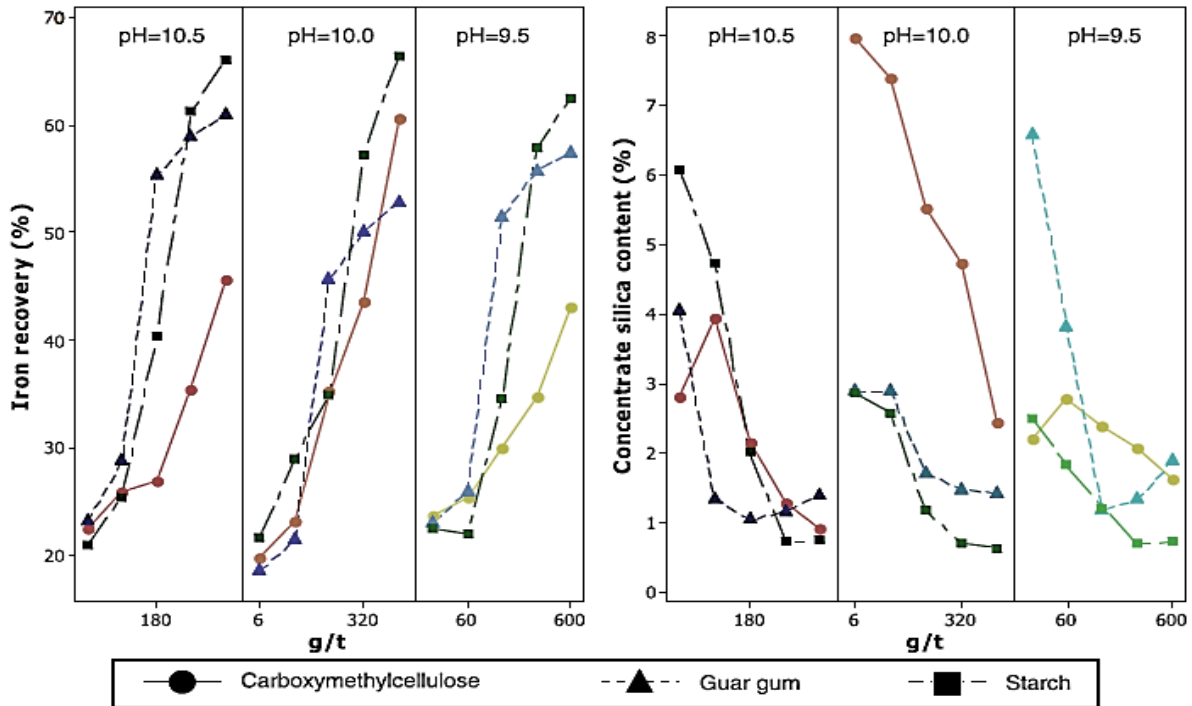 Iron recovery (%)
70
60
50
40
30
20
pH=10.5
pH=10.0
pH=9.5
180
6
320
60
600
g/t
Concentrate silica content (%)
8
7
6
5
4
3
2
1
0
pH=10.5
pH=10.0
pH=9.5
180
6
320
60
600
g/t
Carboxymethylcellulose
Guar gum
Starch